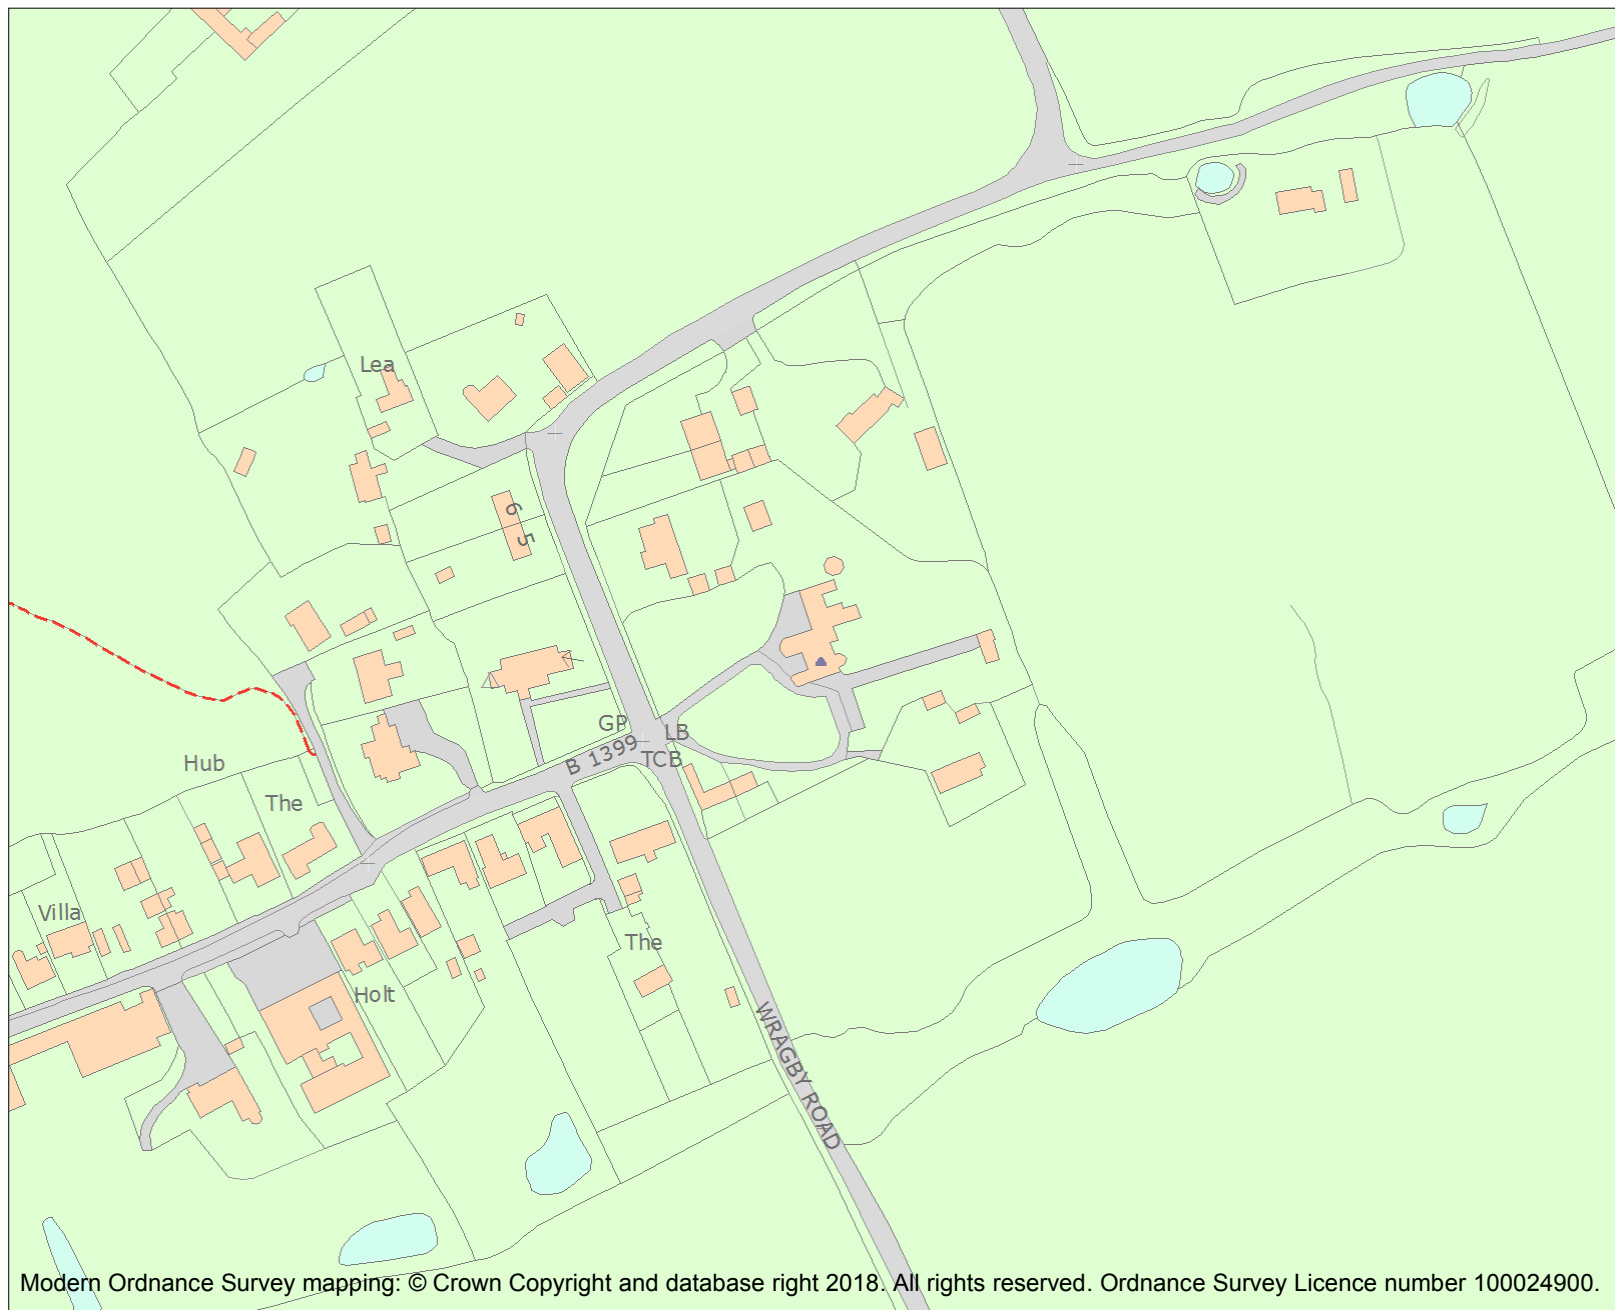 Lea
6
5
GP
LB
B 1399
TCB
Hub
The
Villa
The
Holt
WRAGBY ROAD
Modern Ordnance Survey mapping: © Crown Copyright and database right 2018. All rights reserved. Ordnance Survey Licence number 100024900.